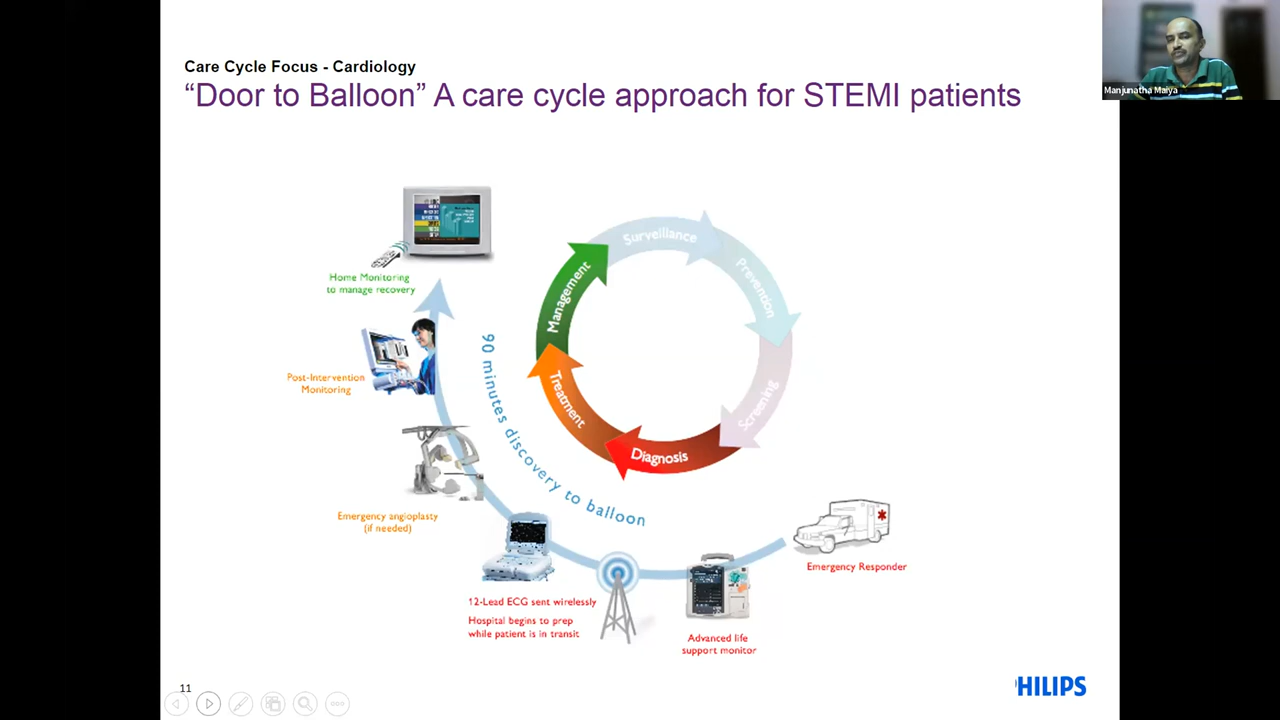 Care Cycle Focus - Cardiology
“Door to Balloon” A care cycle approach for STEMI patients
Manjunatha Maiya
Surveillance
Prevention
Screening
Diagnosis
Treatment
Management
90 minutes discovery to balloon
Home Monitoring
to manage recovery
Post-Intervention
Monitoring
Emergency angioplasty
(if needed)
12-Lead ECG sent wirelessly
Hospital begins to prep
while patient is in transit
Advanced life
support monitor
Emergency Responder
11
PHILIPS